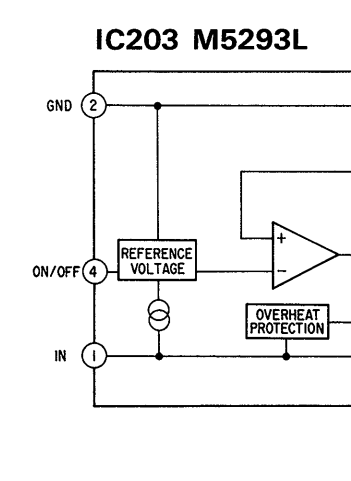 IC203 M5293L
GND 2
+
REFERENCE
VOLTAGE
ON/OFF 4
−
OVERHEAT
PROTECTION
IN 1